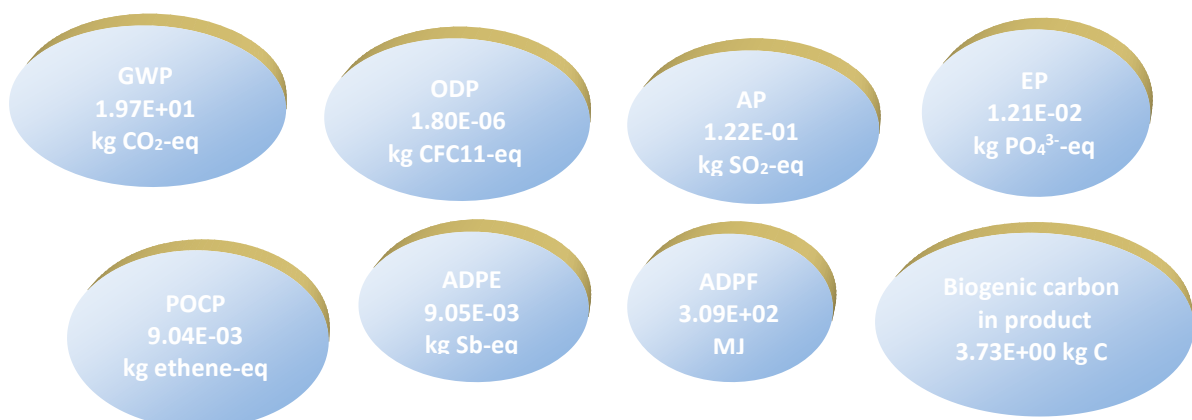 GWP
1.97E+01
kg CO₂-eq
ODP
1.80E-06
kg CFC11-eq
AP
1.22E-01
kg SO₂-eq
EP
1.21E-02
kg PO₄³⁻-eq
POCP
9.04E-03
kg ethene-eq
ADPE
9.05E-03
kg Sb-eq
ADPF
3.09E+02
MJ
Biogenic carbon
in product
3.73E+00 kg C